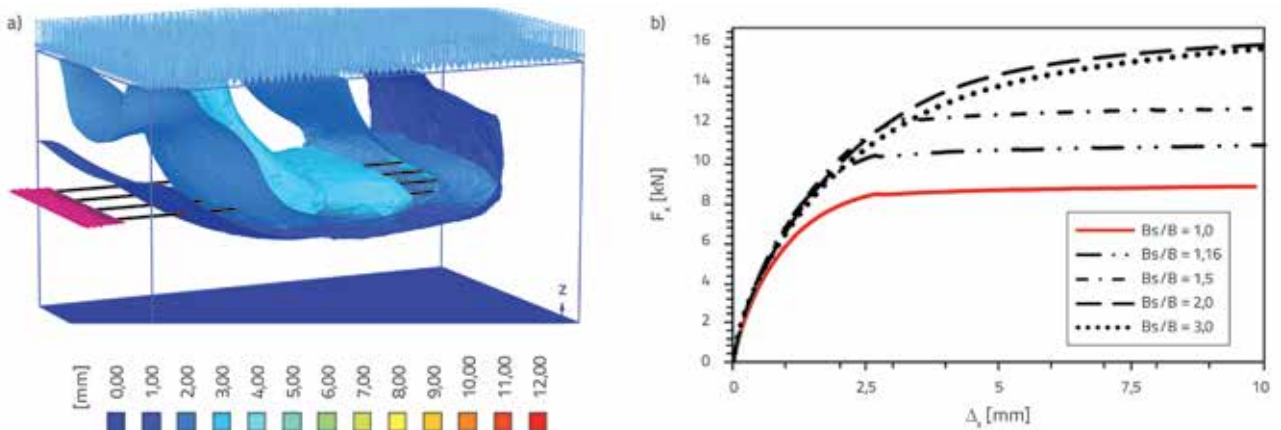 a)
z
[mm]
0,00
1,00
2,00
3,00
4,00
5,00
6,00
7,00
8,00
9,00
10,00
11,00
12,00
b)
Fx [kN]
16
14
12
10
8
6
4
2
0
0
2,5
5
7,5
10
Δx [mm]
Bs/B = 1,0
Bs/B = 1,16
Bs/B = 1,5
Bs/B = 2,0
Bs/B = 3,0